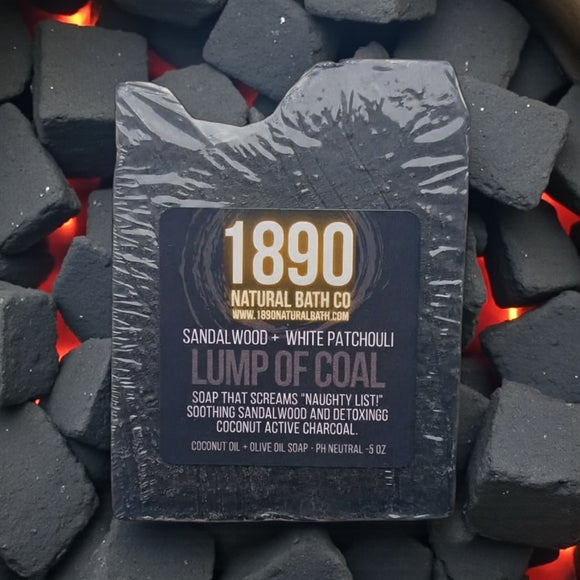 1890
NATURAL BATH CO
WWW.1890NATURALBATH.COM
SANDALWOOD + WHITE PATCHOULI
LUMP OF COAL
SOAP THAT SCREAMS "NAUGHTY LIST!"
SOOTHING SANDALWOOD AND DETOXINGG
COCONUT ACTIVE CHARCOAL.
COCONUT OIL + OLIVE OIL SOAP - PH NEUTRAL -5 OZ